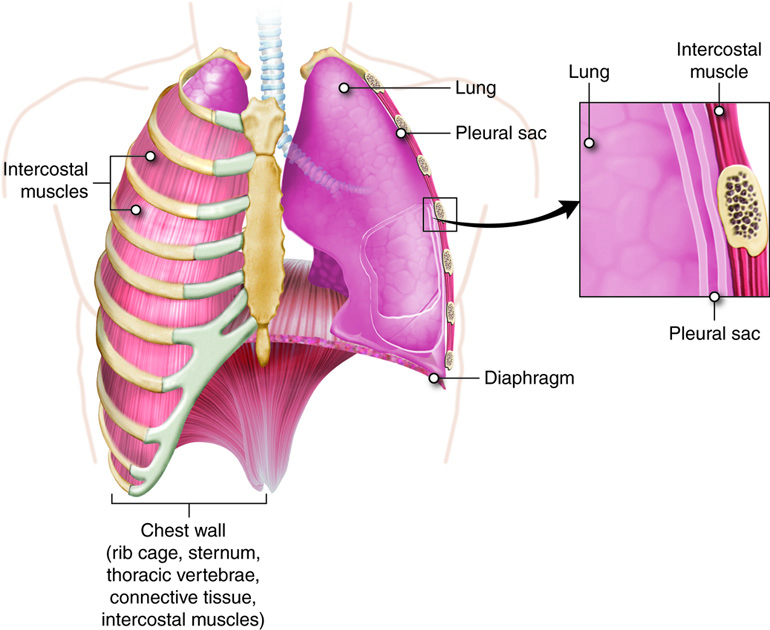 Lung
Pleural sac
Intercostal
muscles
Diaphragm
Chest wall
(rib cage, sternum,
thoracic vertebrae,
connective tissue,
intercostal muscles)
Lung
Intercostal
muscle
Pleural sac